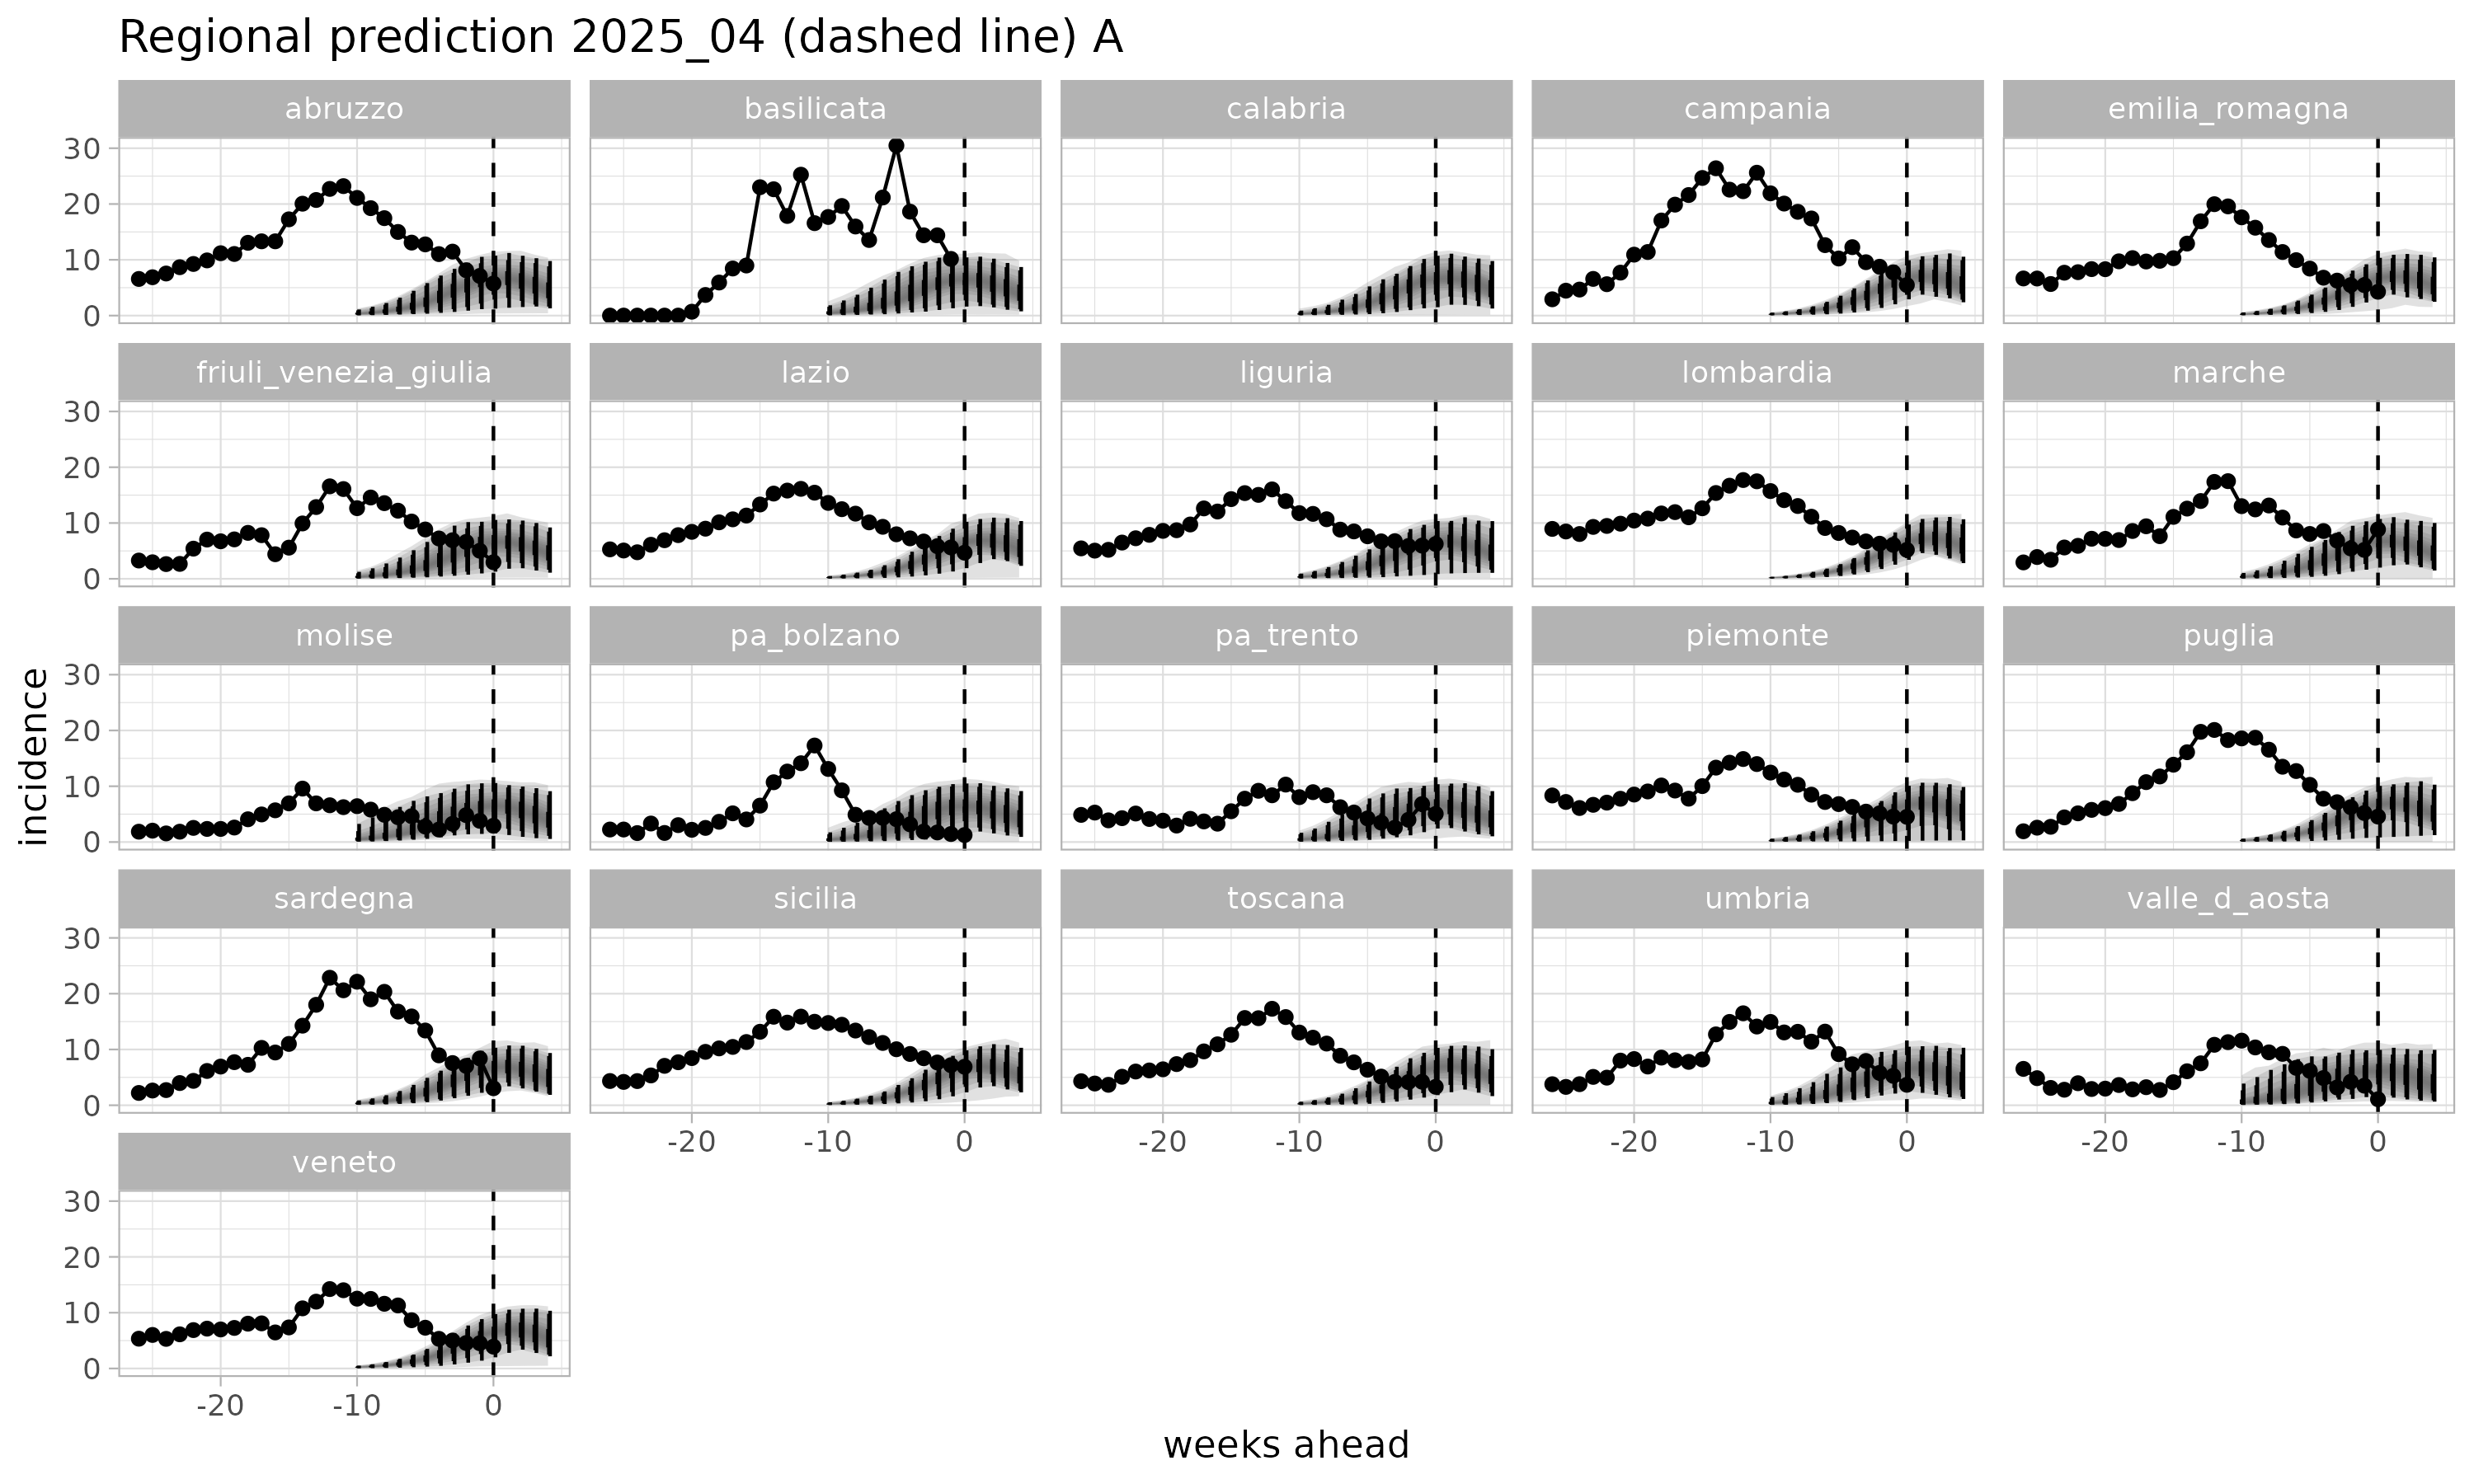 Regional prediction 2025_04 (dashed line) A
abruzzo basilicata calabria campania emilia_romagna
30
20
10
0
friuli_venezia_giulia lazio liguria lombardia marche
30
20
10
0
molise pa_bolzano pa_trento piemonte puglia
incidence
30
20
10
0
sardegna sicilia toscana umbria valle_d_aosta
30
20
10
0
-20 -10 0 -20 -10 0 -20 -10 0 -20 -10 0
veneto
30
20
10
0
-20 -10 0
weeks ahead